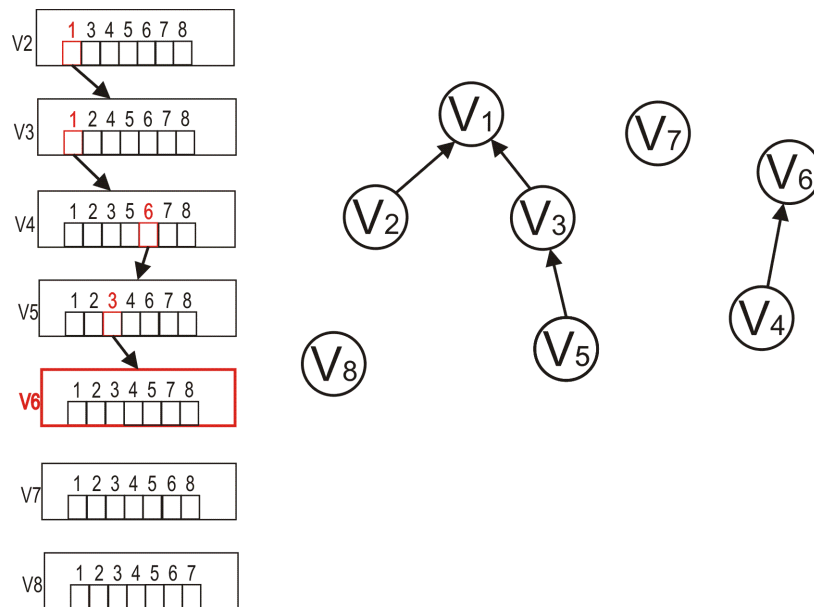 1 3 4 5 6 7 8
V2
1 2 4 5 6 7 8
V3
1 2 3 5 6 7 8
V4
1 2 3 4 6 7 8
V5
1 2 3 4 5 7 8
V6
1 2 3 4 5 6 8
V7
1 2 3 4 5 6 7
V8
V1
V7
V6
V2
V3
V4
V5
V8